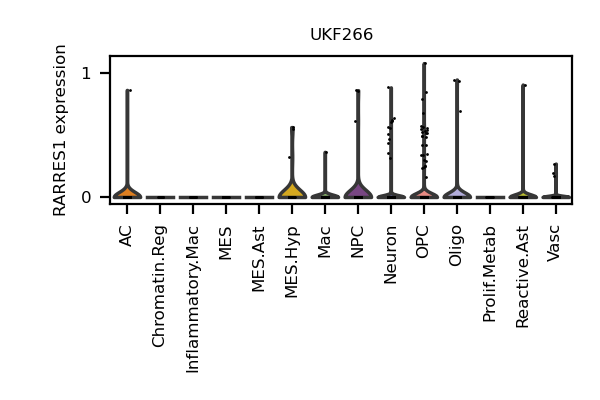 UKF266
RARRES1 expression
1
0
AC
Chromatin.Reg
Inflammatory.Mac
MES
MES.Ast
MES.Hyp
Mac
NPC
Neuron
OPC
Oligo
Prolif.Metab
Reactive.Ast
Vasc